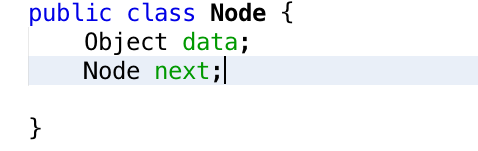 public class Node {
    Object data;
    Node next;
}